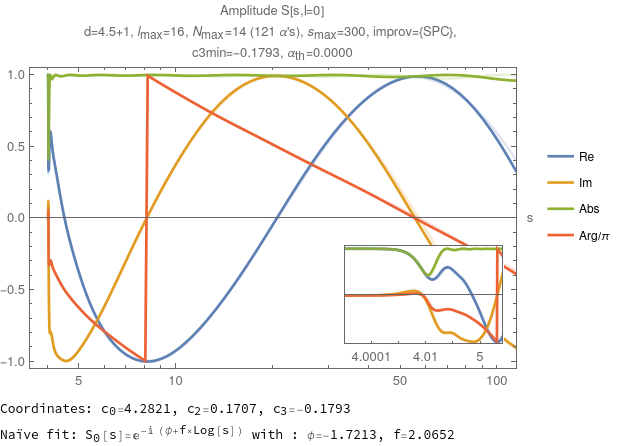 Amplitude S[s,l=0]
d=4.5+1, lmax=16, Nmax=14 (121 α's), smax=300, improv={SPC},
c3min=-0.1793, αth=0.0000
1.0
0.5
0.0
-0.5
-1.0
5
10
50
100
s
Re
Im
Abs
Arg/π
4.0001
4.01
5
Coordinates: c₀=4.2821, c₂=0.1707, c₃=-0.1793
Naïve fit: S₀[s]=e^-i (ϕ+f×Log[s]) with : ϕ=-1.7213, f=2.0652